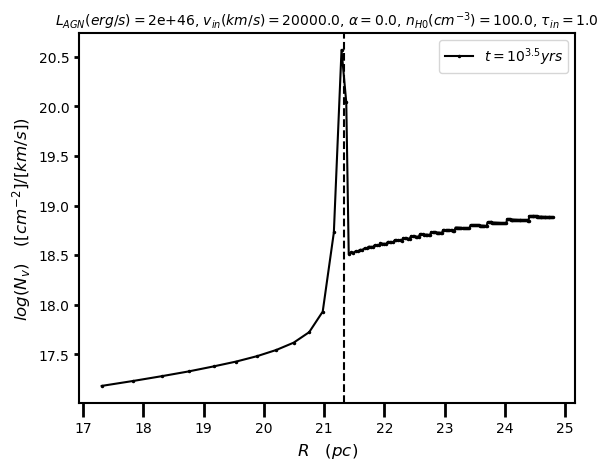 L_AGN(erg/s) = 2e+46, v_in(km/s) = 20000.0, α = 0.0, n_H0(cm^−3) = 100.0, τ_in = 1.0
t = 10^3.5 yrs
log(N_v) ([cm^−2]/[km/s])
20.5
20.0
19.5
19.0
18.5
18.0
17.5
17 18 19 20 21 22 23 24 25
R (pc)